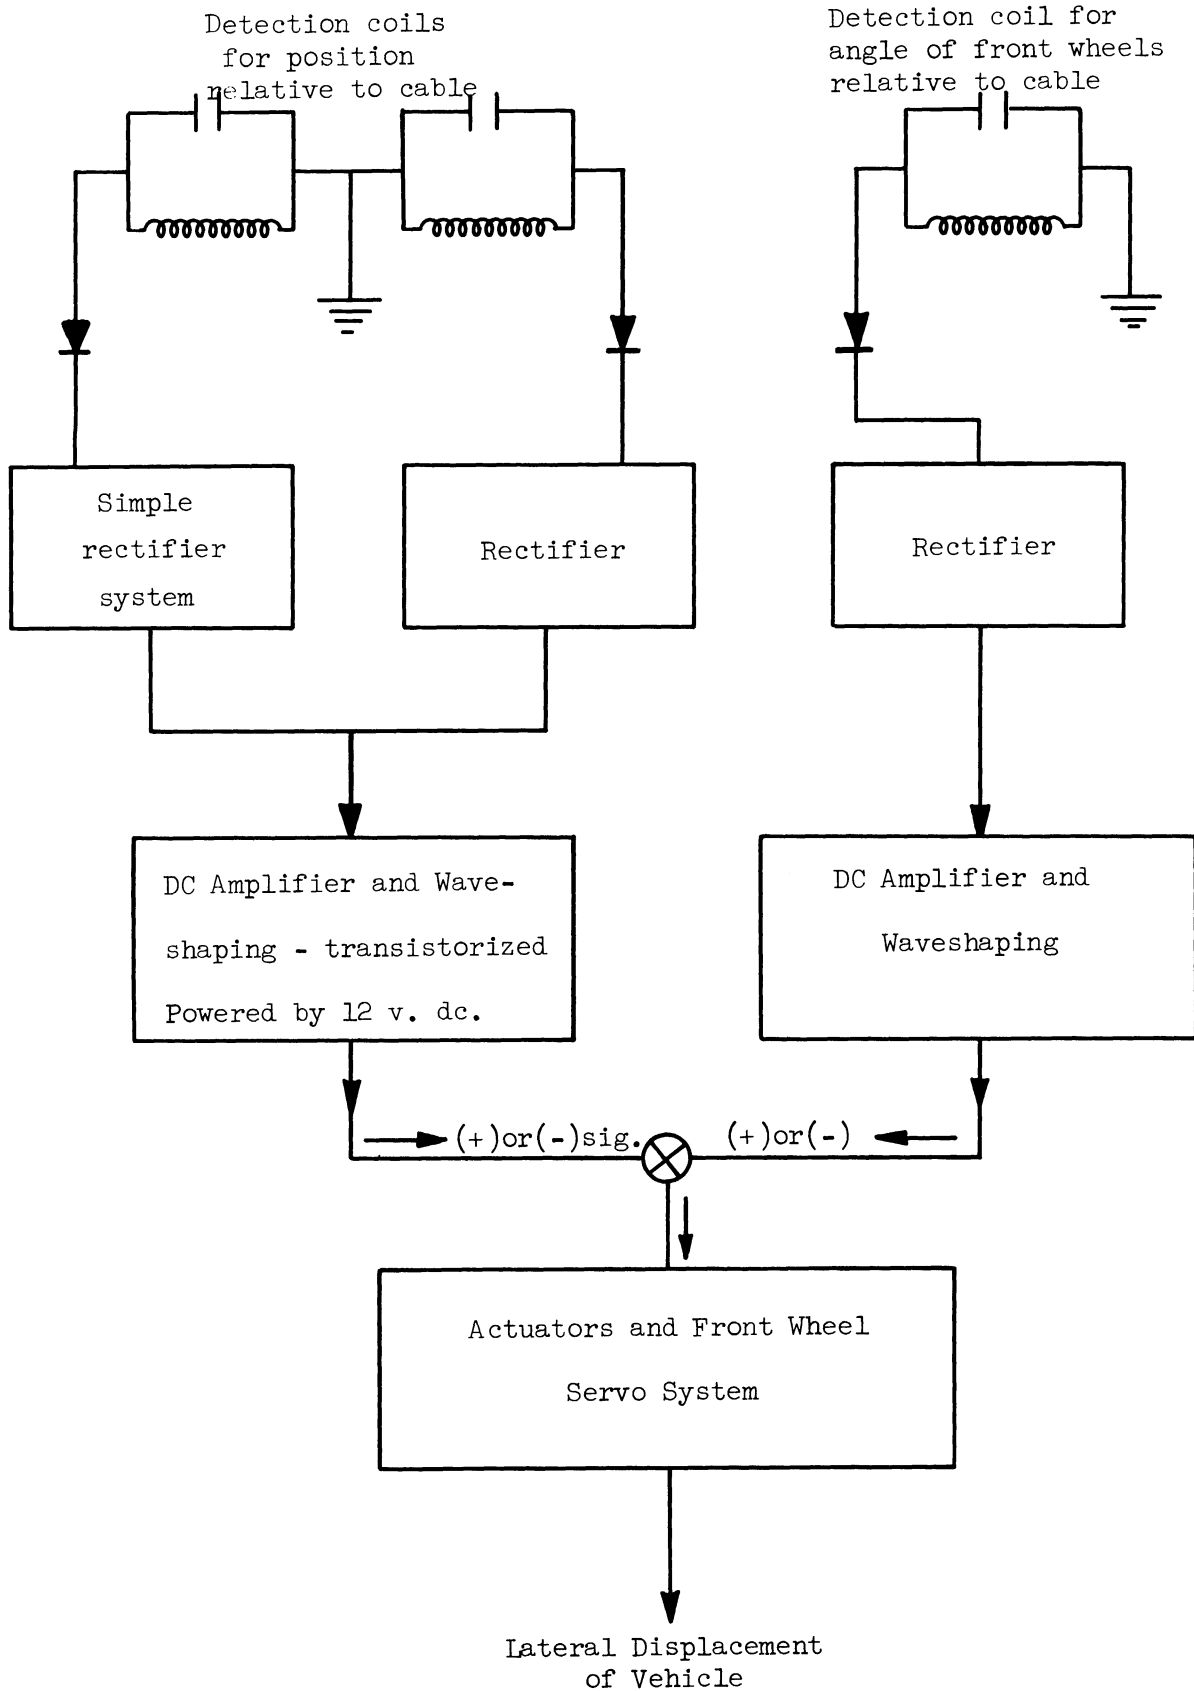 Detection coils
for position
relative to cable
Detection coil for
angle of front wheels
relative to cable
Simple
rectifier
system
Rectifier
Rectifier
DC Amplifier and Wave-
shaping - transistorized
Powered by 12 v. dc.
DC Amplifier and
Waveshaping
(+)or(-)sig.
(+)or(-)
Actuators and Front Wheel
Servo System
Lateral Displacement
of Vehicle